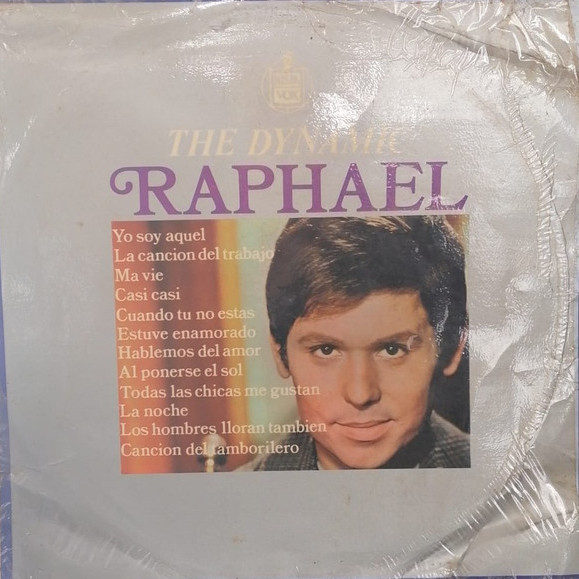 THE DYNAMIC
RAPHAEL
Yo soy aquel
La cancion del trabajo
Ma vie
Casi casi
Cuando tu no estas
Estuve enamorado
Hablemos del amor
Al ponerse el sol
Todas las chicas me gustan
La noche
Los hombres lloran tambien
Cancion del tamborilero